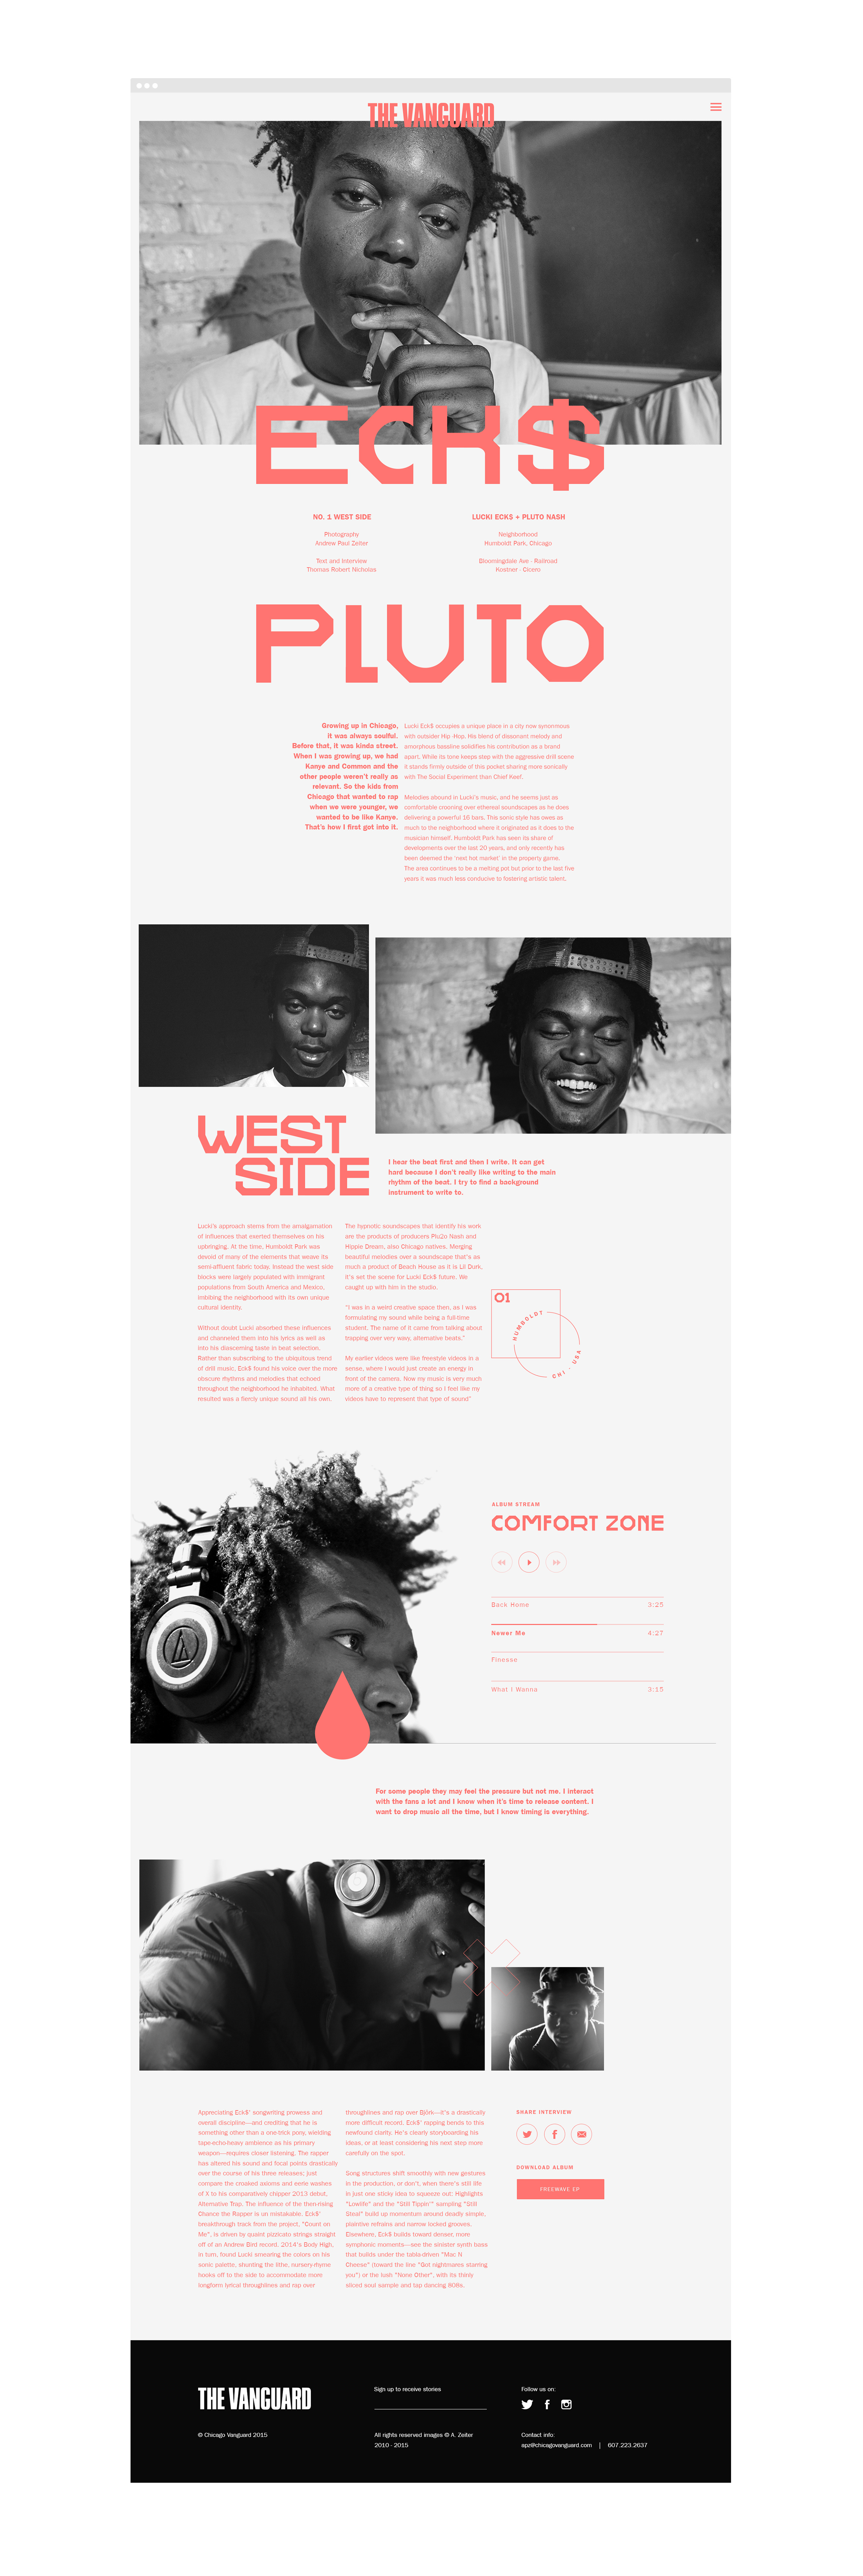 THE VANGUARD
ECK$
NO. 1 WEST SIDE
Photography
Andrew Paul Zeiter
Text and Interview
Thomas Robert Nicholas
LUCKI ECKS + PLUTO NASH
Neighborhood
Humboldt Park, Chicago
Bloomingdale Ave - Railroad
Kostner - Cicero
PLUTO
Growing up in Chicago,
it was always soulful.
Before that, it was kinda street.
When I was growing up, we had
Kanye and Common and the
other people weren't really as
relevant. So the kids from
Chicago that wanted to rap
when we were younger, we
wanted to be like Kanye.
That's how I first got into it.
Lucki Eck$ occupies a unique place in a city now synonmous
with outsider Hip -Hop. His blend of dissonant melody and
amorphous bassline solidifies his contribution as a brand
apart. While its tone keeps step with the aggressive drill scene
it stands firmly outside of this pocket sharing more sonically
with The Social Experiment than Chief Keef.
Melodies abound in Lucki's music, and he seems just as
comfortable crooning over ethereal soundscapes as he does
delivering a powerful 16 bars. This sonic style has owes as
much to the neighborhood where it originated as it does to the
musician himself. Humboldt Park has seen its share of
developments over the last 20 years, and only recently has
been deemed the 'next hot market' in the property game.
The area continues to be a melting pot but prior to the last five
years it was much less conducive to fostering artistic talent.
WEST
SIDE
I hear the beat first and then I write. It can get
hard because I don't really like writing to the main
rhythm of the beat. I try to find a background
instrument to write to.
Lucki's approach stems from the amalgamation
of influences that exerted themselves on his
upbringing. At the time, Humboldt Park was
devoid of many of the elements that weave its
semi-affluent fabric today. Instead the west side
blocks were largely populated with immigrant
populations from South America and Mexico.
Imbibing the neighborhood with its own unique
cultural identity.
Without doubt Lucki absorbed these influences
and channeled them into his lyrics as well as
into his disscerning taste in beat selection.
Rather than subscribing to the ubiquitous trend
of drill music, Eck$ found his voice over the more
obscure rhythms and melodies that echoed
throughout the neighborhood he inhabited. What
resulted was a fiercly unique sound all his own.
The hypnotic soundscapes that identify his work
are the products of producers Plu2o Nash and
Hippie Dream, also Chicago natives. Merging
beautiful melodies over a soundscape that's as
much a product of Beach House as it is Lil Durk,
it's set the scene for Lucki Eck$ future. We
caught up with him in the studio.
"I was in a weird creative space then, as I was
formulating my sound while being a full-time
student. The name of it came from talking about
trapping over very wavy, alternative beats."
My earlier videos were like freestyle videos in a
sense, where I would just create an energy in
front of the camera. Now my music is very much
more of a creative type of thing so I feel like my
videos have to represent that type of sound"
01
HUMBOLDT
CHI - USA
ALBUM STREAM
COMFORT ZONE
Back Home 3:25
Newer Me 4:27
Finesse
What I Wanna 3:15
For some people they may feel the pressure but not me. I interact
with the fans a lot and I know when it's time to release content. I
want to drop music all the time, but I know timing is everything.
Appreciating Eck$' songwriting prowess and
overall discipline—and crediting that he is
something other than a one-trick pony, wielding
tape-echo-heavy ambience as his primary
weapon—requires closer listening. The rapper
has altered his sound and focal points drastically
over the course of his three releases; just
compare the croaked axioms and eerie washes
of X to his comparatively chipper 2013 debut,
Alternative Trap. The influence of the then-rising
Chance the Rapper is un mistakable. Eck$'
breakthrough track from the project, "Count on
Me", is driven by quaint pizzicato strings straight
off of an Andrew Bird record. 2014's Body High,
in turn, found Lucki smearing the colors on his
sonic palette, shunting the lithe, nursery-rhyme-
hooks off to the side to accommodate more
longform lyrical throughlines and rap over
throughlines and rap over Björk—it's a drastically
more difficult record. Eck$' rapping bends to this
newfound clarity. He's clearly storyboarding his
ideas, or at least considering his next step more
carefully on the spot.
Song structures shift smoothly with new gestures
in the production, or don't, when there's still life
in just one sticky idea to squeeze out: Highlights
"Lowlife" and the "Still Tippin'" sampling "Still
Steal" build up momentum around deadly simple,
plaintive refrains and narrow locked grooves.
Elsewhere, Eck$ builds toward denser, more
symphonic moments—see the sinister synth bass
that builds under the tabla-driven "Mac N
Cheese" (toward the line "Got nightmares starring
you") or the lush "None Other", with its thinly
sliced soul sample and tap dancing 808s.
SHARE INTERVIEW
DOWNLOAD ALBUM
FREEWAVE EP
THE VANGUARD
© Chicago Vanguard 2015
Sign up to receive stories
All rights reserved images © A. Zeiter
2010 - 2015
Follow us on:
Contact info:
apz@chicagovanguard.com | 607.223.2637